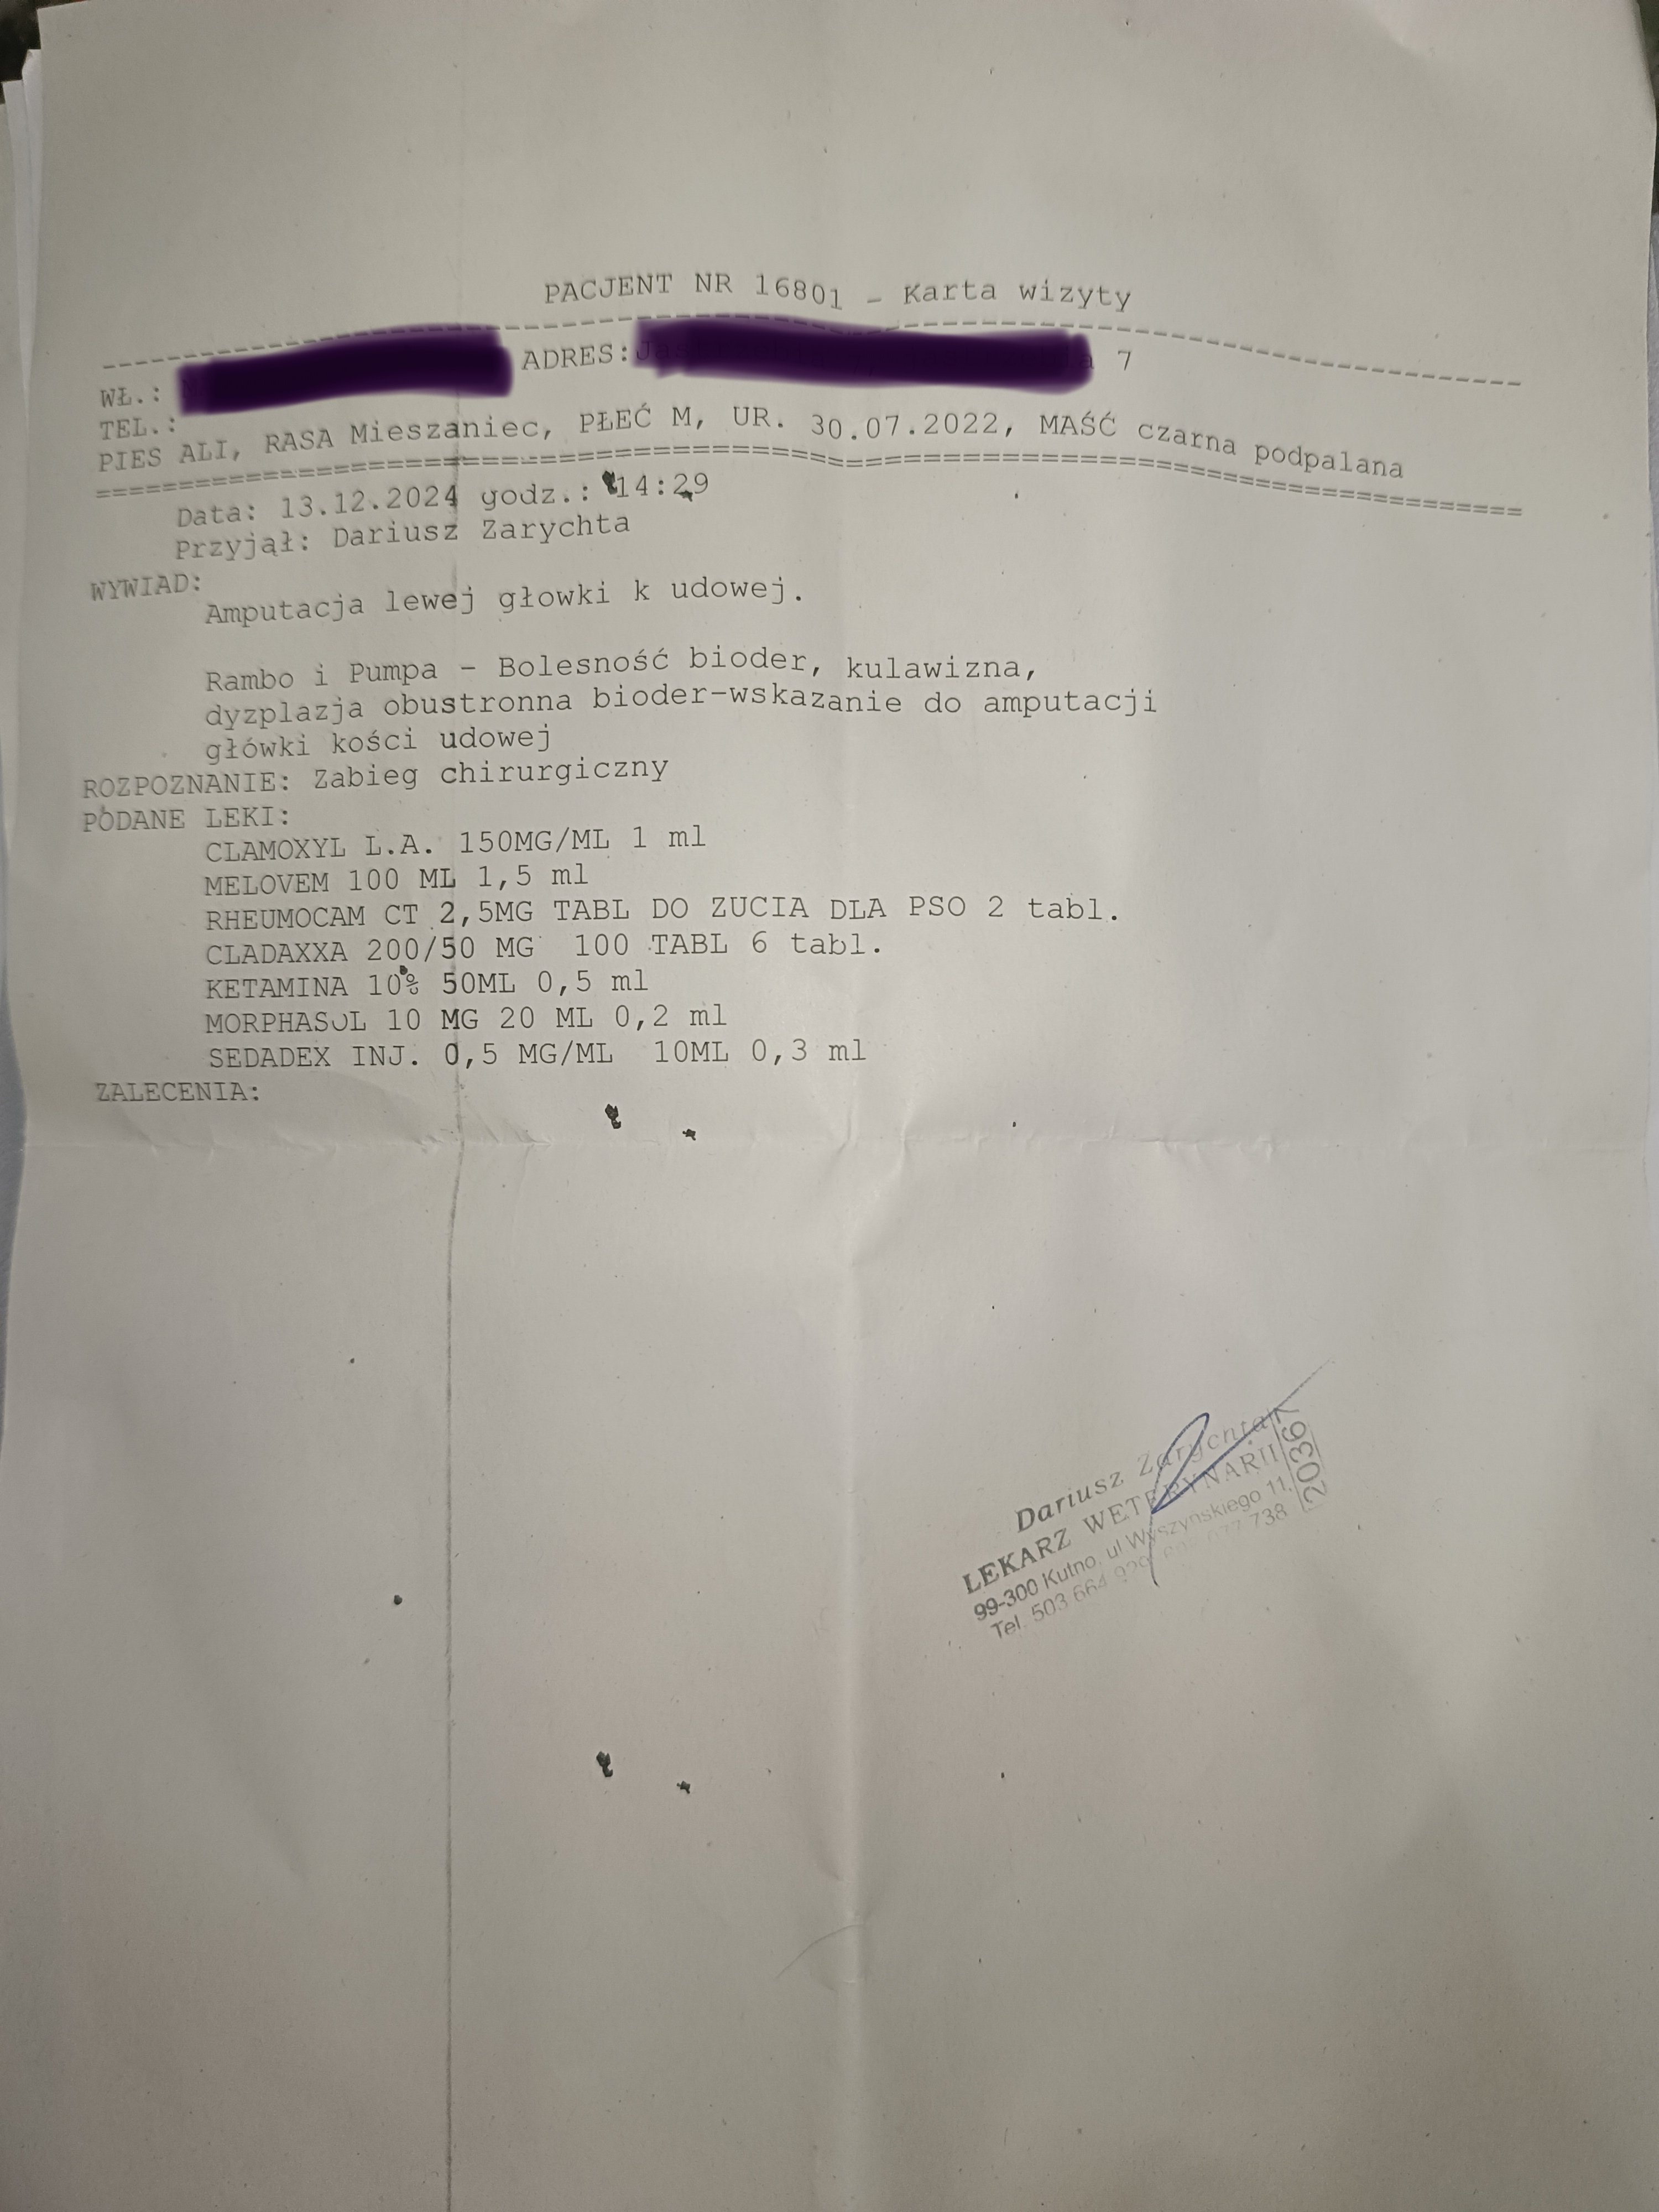 PACJENT NR 16801 - Karta wizyty
WŁ.: ADRES: 7
TEL.:
PIES ALI, RASA Mieszaniec, PŁEĆ M, UR. 30.07.2022, MAŚĆ czarna podpalana
Data: 13.12.2024 godz.: 14:29
Przyjął: Dariusz Zarychta
WYWIAD:
Amputacja lewej głowki k udowej.
Rambo i Pumpa - Bolesność bioder, kulawizna,
dyzplazja obustronna bioder-wskazanie do amputacji
główki kości udowej
ROZPOZNANIE: Zabieg chirurgiczny
PODANE LEKI:
CLAMOXYL L.A. 150MG/ML 1 ml
MELOVEM 100 ML 1,5 ml
RHEUMOCAM CT 2,5MG TABL DO ZUCIA DLA PSO 2 tabl.
CLADAXXA 200/50 MG 100 TABL 6 tabl.
KETAMINA 10% 50ML 0,5 ml
MORPHASOL 10 MG 20 ML 0,2 ml
SEDADEX INJ. 0,5 MG/ML 10ML 0,3 ml
ZALECENIA:
Dariusz Zarychta
LEKARZ WETERYNARII
99-300 Kutno, ul Wyszyńskiego 11,
Tel. 503 664 738
20367